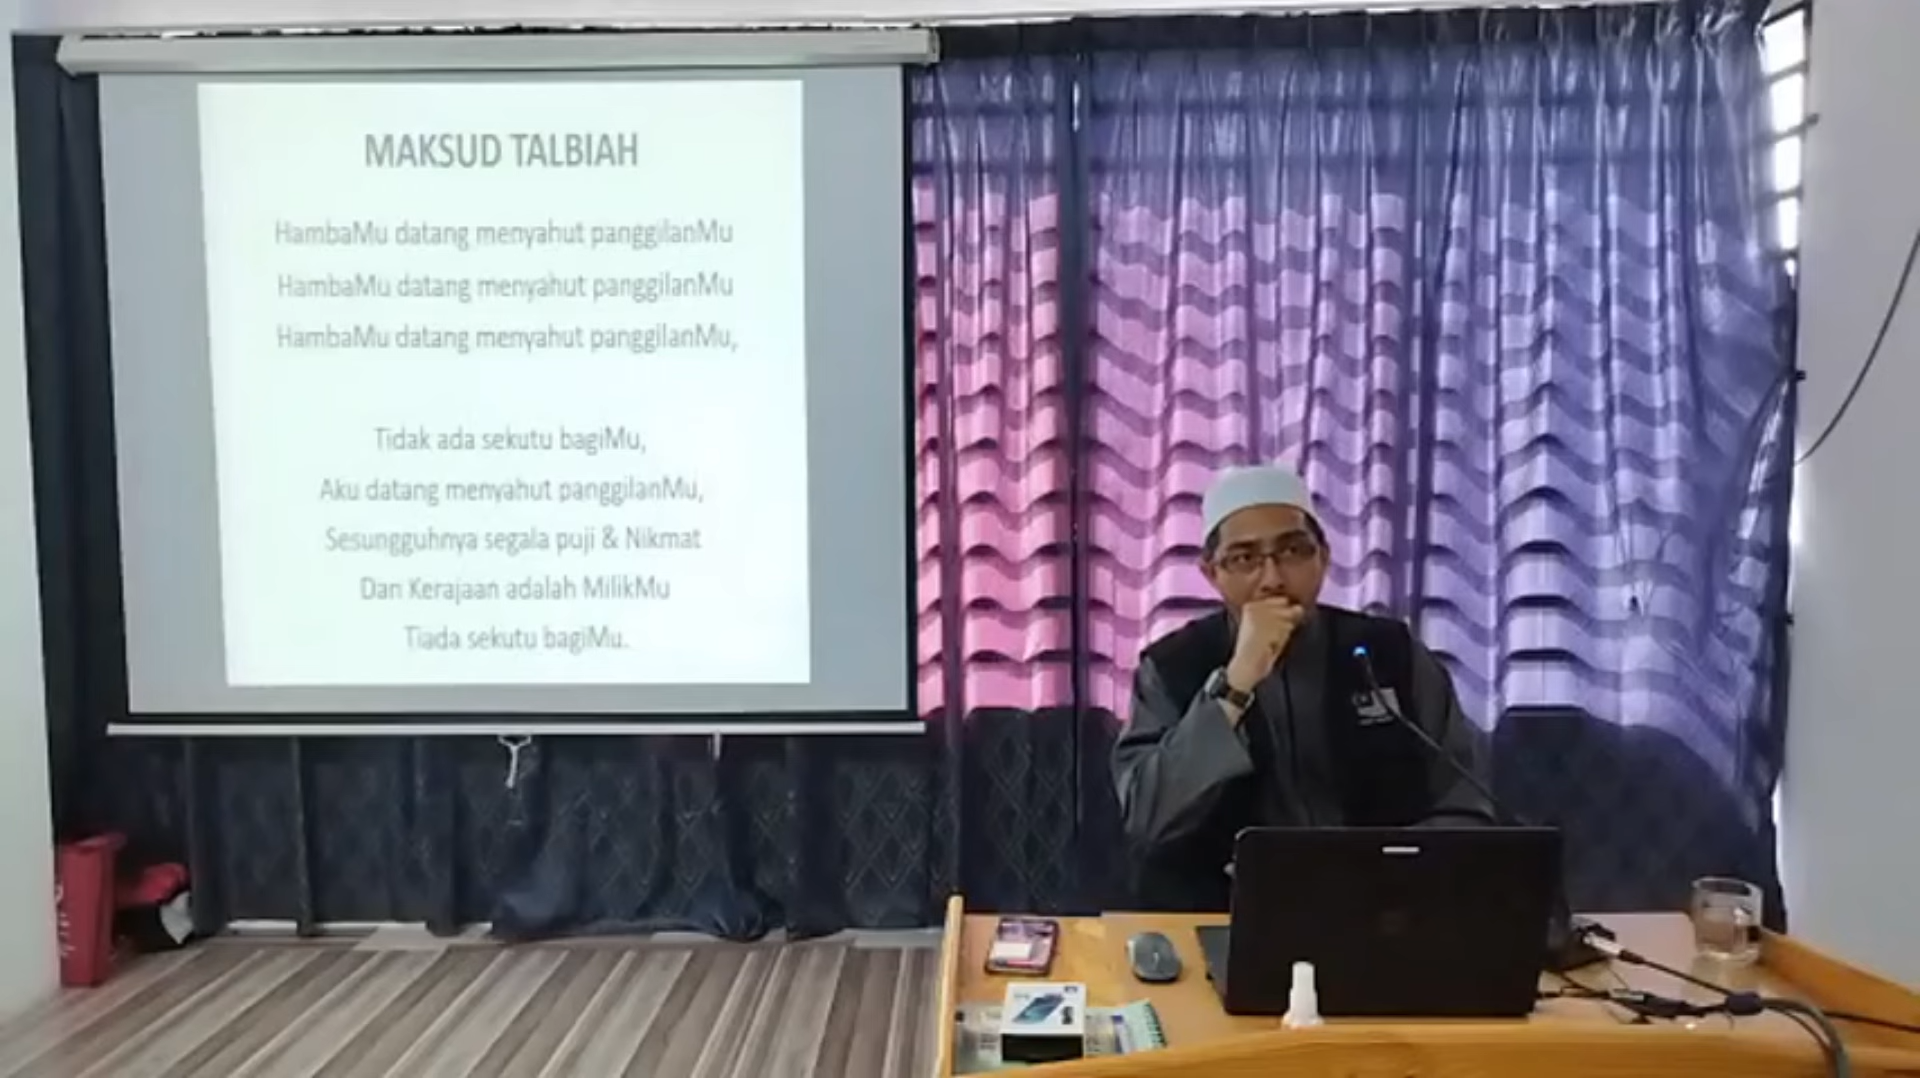 MAKSUD TALBIAH
HambaMu datang menyahut panggilanMu
HambaMu datang menyahut panggilanMu
HambaMu datang menyahut panggilanMu,
Tidak ada sekutu bagiMu,
Aku datang menyahut panggilanMu,
Sesungguhnya segala puji & Nikmat
Dan Kerajaan adalah MilikMu
Tiada sekutu bagiMu.